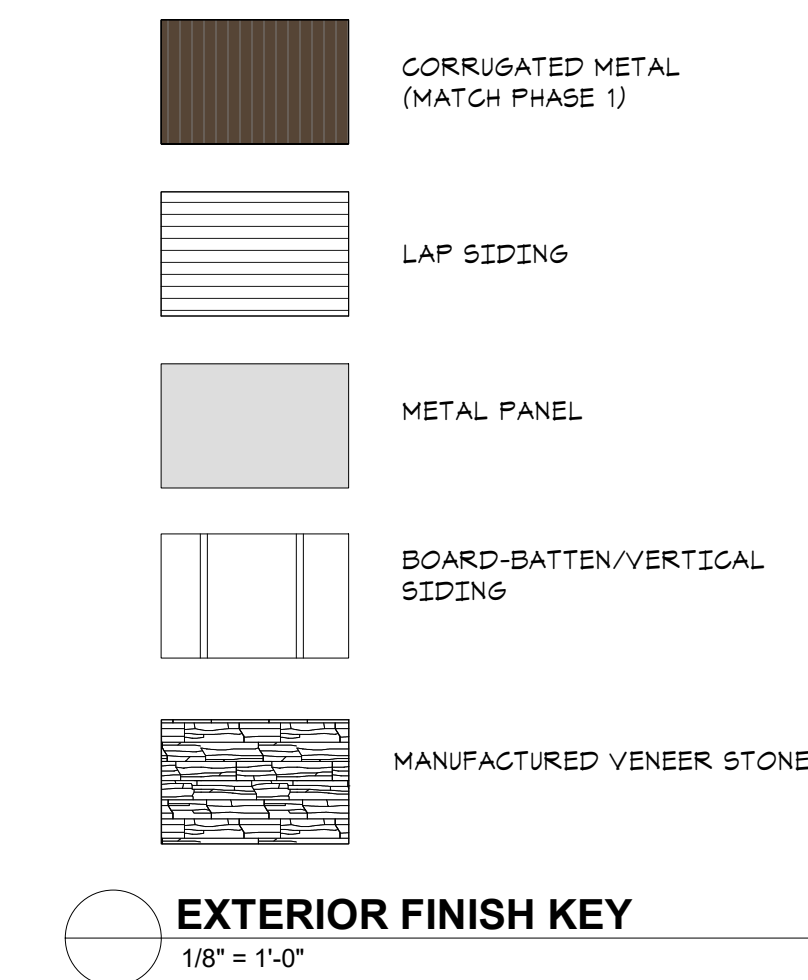 CORRUGATED METAL
(MATCH PHASE 1)
LAP SIDING
METAL PANEL
BOARD-BATTEN/VERTICAL
SIDING
MANUFACTURED VENEER STONE
EXTERIOR FINISH KEY
1/8" = 1'-0"